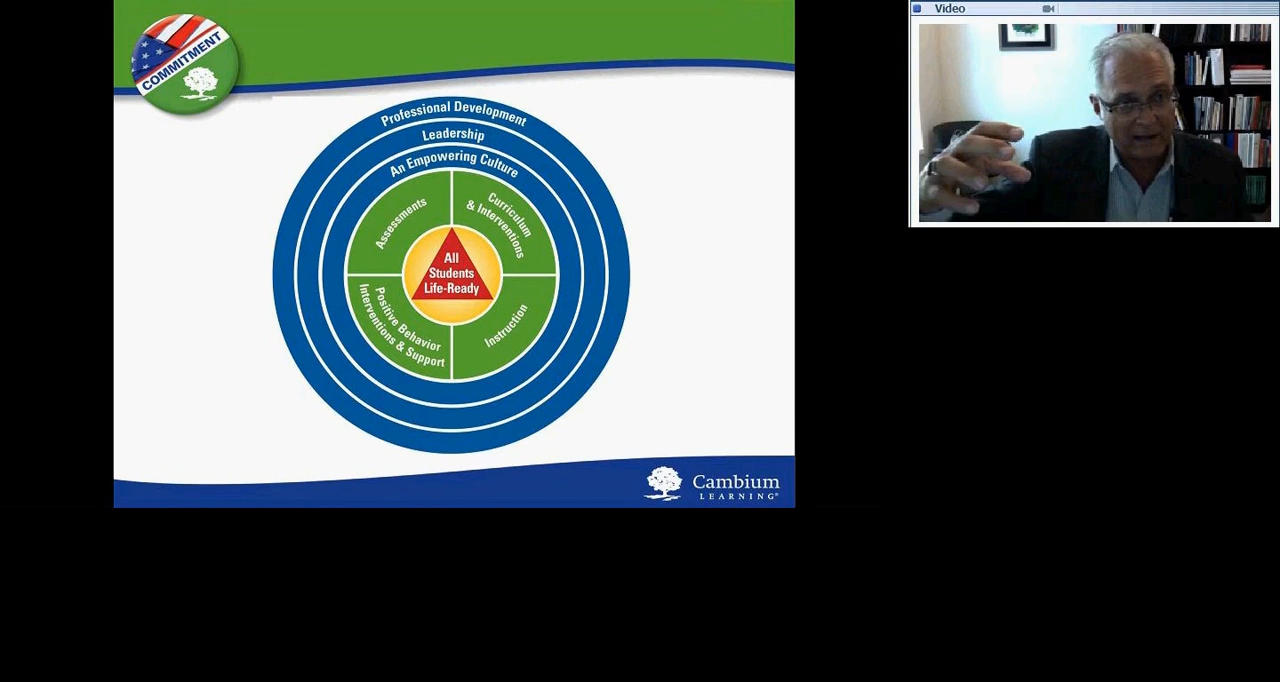 Video
COMMITMENT
Professional Development
Leadership
An Empowering Culture
Assessments
Curriculum
& Interventions
All
Students
Life-Ready
Positive Behavior
Interventions & Support
Instruction
Cambium
LEARNING®